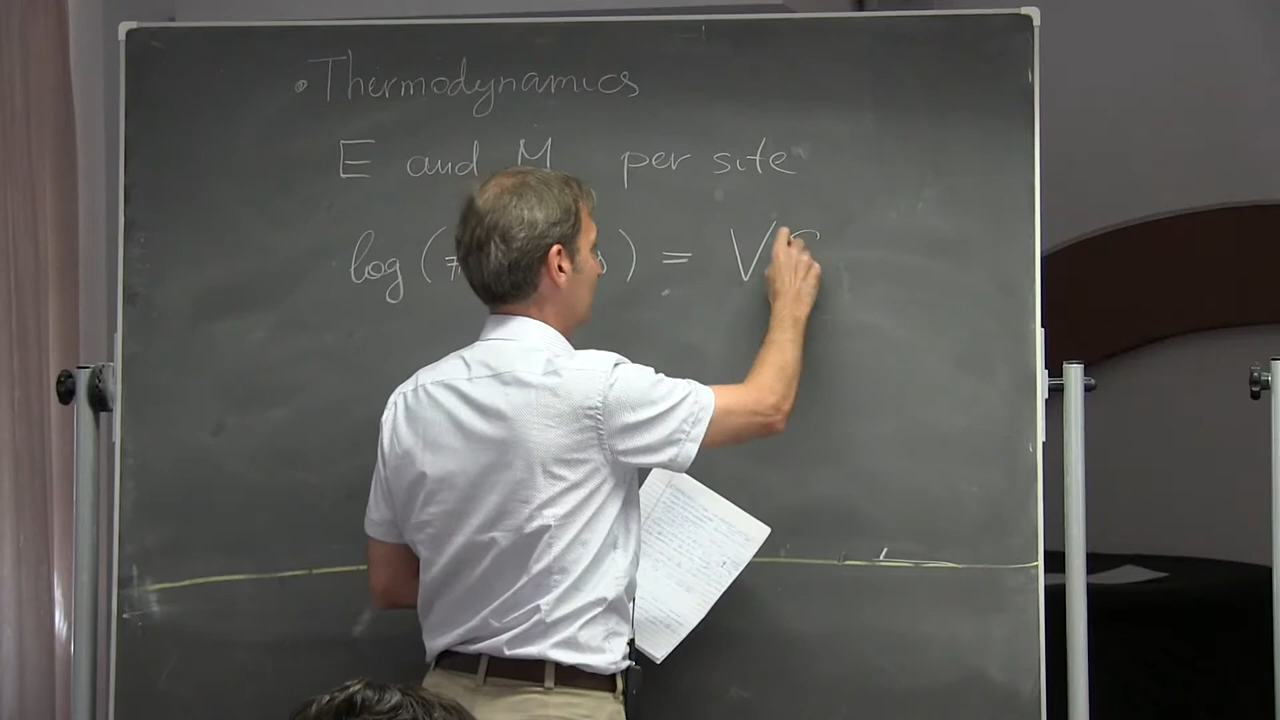 • Thermodynamics
E and M per site
log ( ) = V